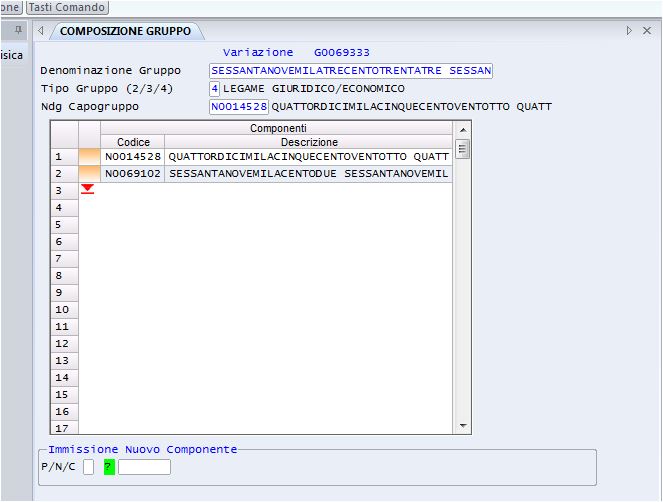 one Tasti Comando
COMPOSIZIONE GRUPPO
isica
Variazione G0069333
Denominazione Gruppo SESSANTANOVEMILATRECENTOTRENTATRE SESSAN
Tipo Gruppo (2/3/4) 4 LEGAME GIURIDICO/ECONOMICO
Ndg Capogruppo N0014528 QUATTORDICIMILACINQUECENTOVENTOTTO QUATT
Componenti
Codice Descrizione
1 N0014528 QUATTORDICIMILACINQUECENTOVENTOTTO QUATT
2 N0069102 SESSANTANOVEMILACENTODUE SESSANTANOVEMIL
3
4
5
6
7
8
9
10
11
12
13
14
15
16
17
Immissione Nuovo Componente
P/N/C ?